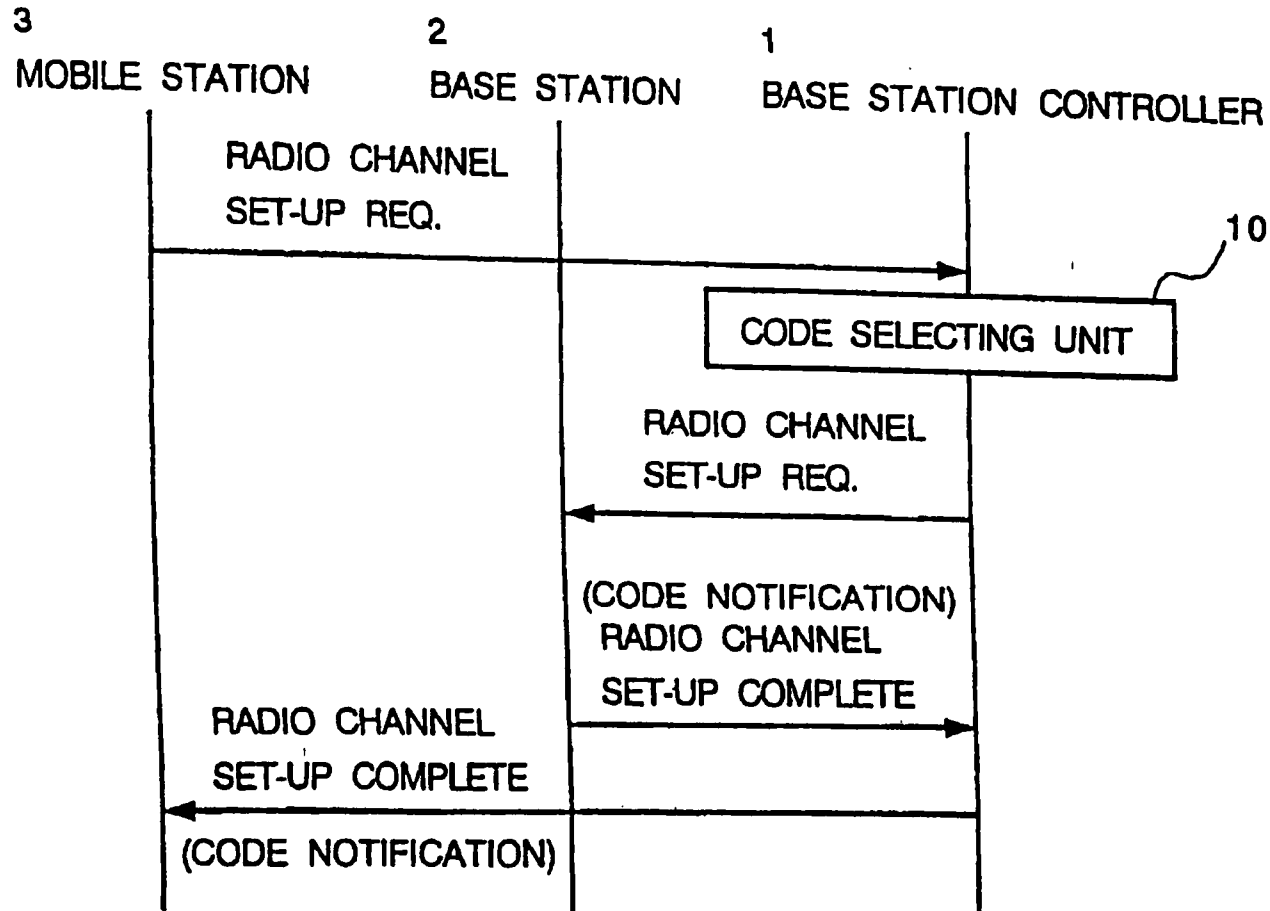 3
MOBILE STATION
2
BASE STATION
1
BASE STATION CONTROLLER
RADIO CHANNEL
SET-UP REQ.
10
CODE SELECTING UNIT
RADIO CHANNEL
SET-UP REQ.
(CODE NOTIFICATION)
RADIO CHANNEL
SET-UP COMPLETE
RADIO CHANNEL
SET-UP COMPLETE
(CODE NOTIFICATION)